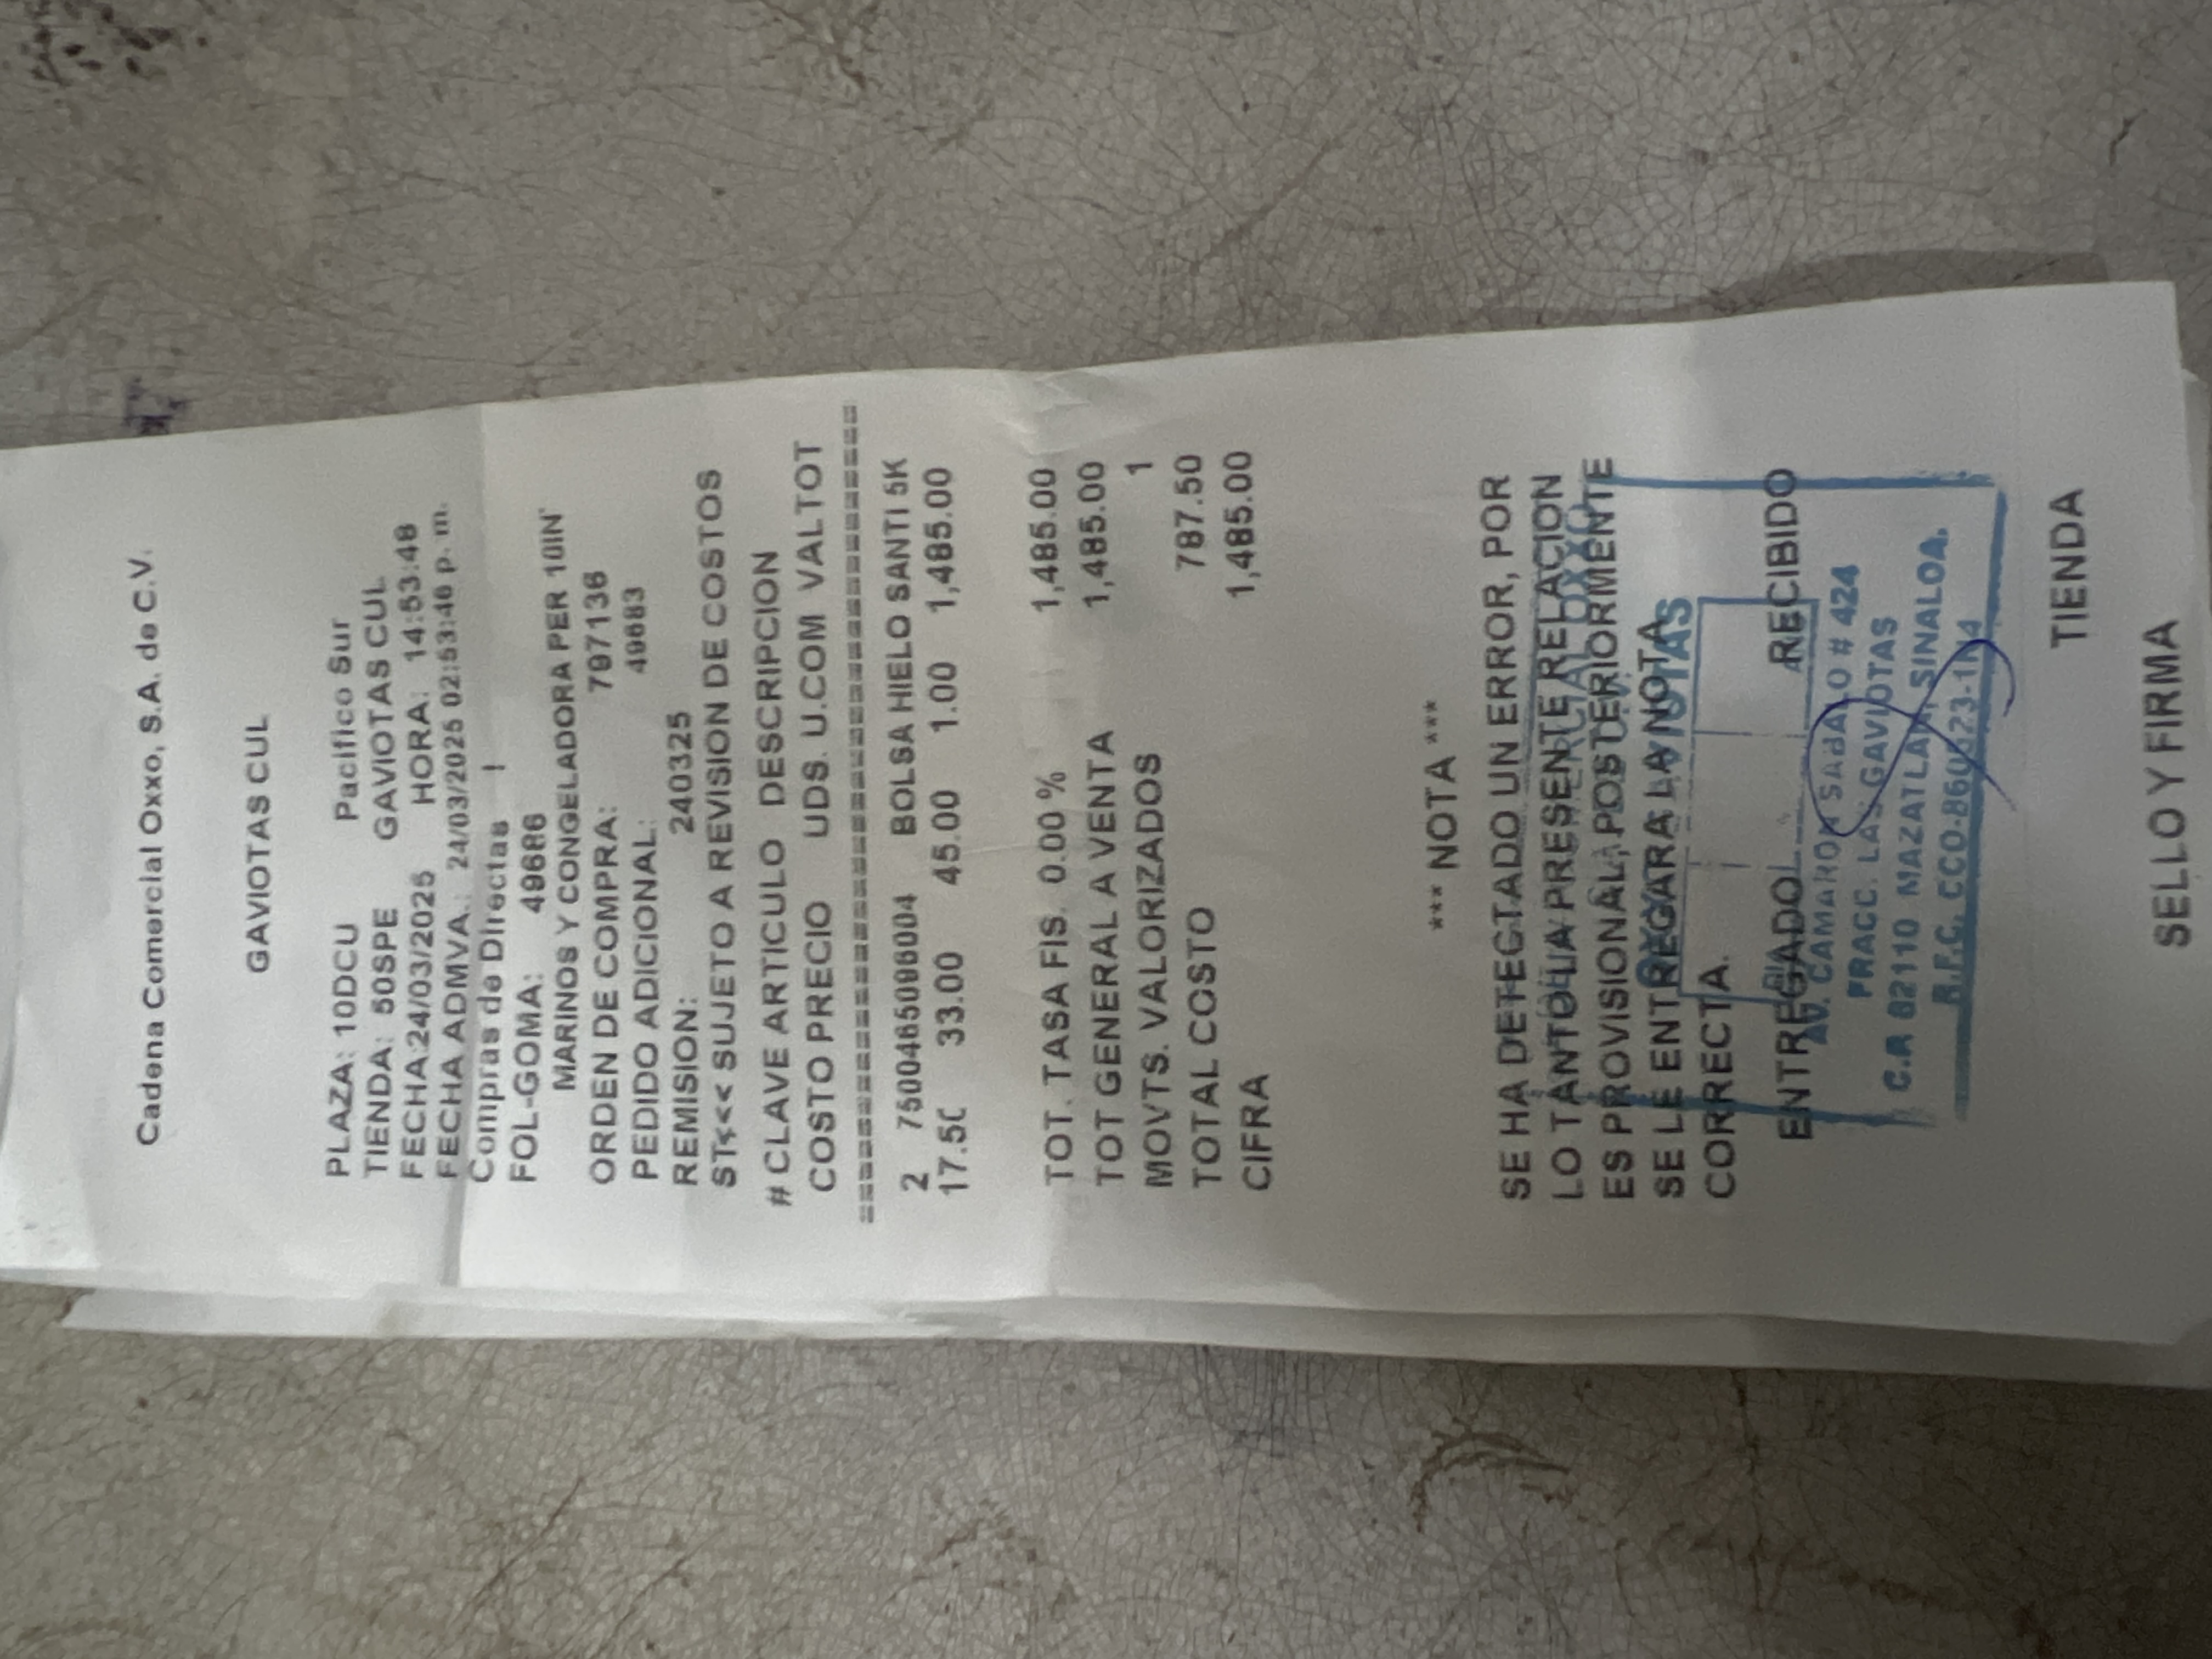 Cadena Comercial Oxxo, S.A. de C.V.
GAVIOTAS CUL
PLAZA: 10DCU Pacifico Sur
TIENDA: 50SPE GAVIOTAS CUL
FECHA:24/03/2025 HORA: 14:53:48
FECHA ADMVA.: 24/03/2025 02:53:46 p. m.
Compras de Directas I
FOL-GOMA: 49686
MARINOS Y CONGELADORA PER 10IN'
ORDEN DE COMPRA: 797136
PEDIDO ADICIONAL: 49683
REMISION: 240325
ST<<< SUJETO A REVISION DE COSTOS
# CLAVE ARTICULO DESCRIPCION
COSTO PRECIO UDS. U.COM VALTOT
==========================================
2 7500465096004 BOLSA HIELO SANTI 5K
17.50 33.00 45.00 1.00 1,485.00
TOT. TASA FIS. 0.00 % 1,485.00
TOT GENERAL A VENTA 1,485.00
MOVTS. VALORIZADOS 1
TOTAL COSTO 787.50
CIFRA 1,485.00
*** NOTA ***
SE HA DETECTADO UN ERROR, POR
LO TANTO LA PRESENTE RELACION
ES PROVISIONAL, POSTERIORMENTE
SE LE ENTREGARA LA NOTA
CORRECTA.
ENTREGADO RECIBIDO
COMERCIAL OXXO
S.A. DE C.V.
OXXO GAVIOTAS
DIA
AV. CAMARON SABALO # 424
FRACC. LAS GAVIOTAS
C.P. 82110 MAZATLAN, SINALOA.
R.F.C. CCO-860523-1N4
TIENDA
SELLO Y FIRMA